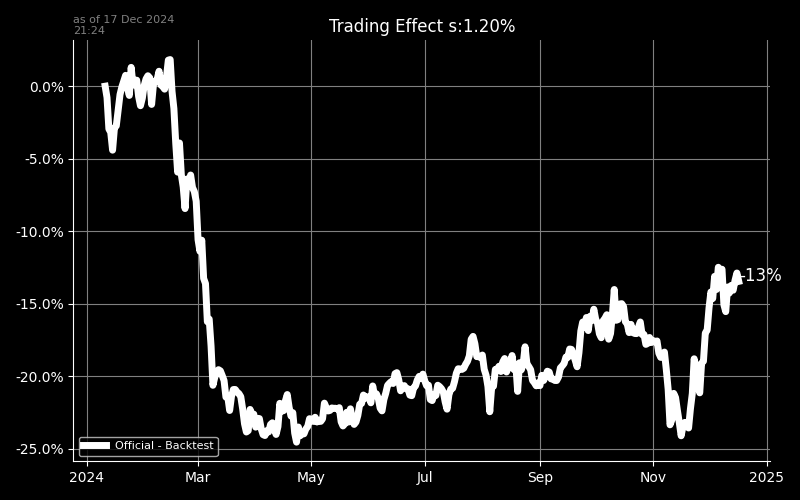 as of 17 Dec 2024
21:24
Trading Effect s:1.20%
0.0%
-5.0%
-10.0%
-15.0%
-20.0%
-25.0%
-13%
Official - Backtest
2024 Mar May Jul Sep Nov 2025